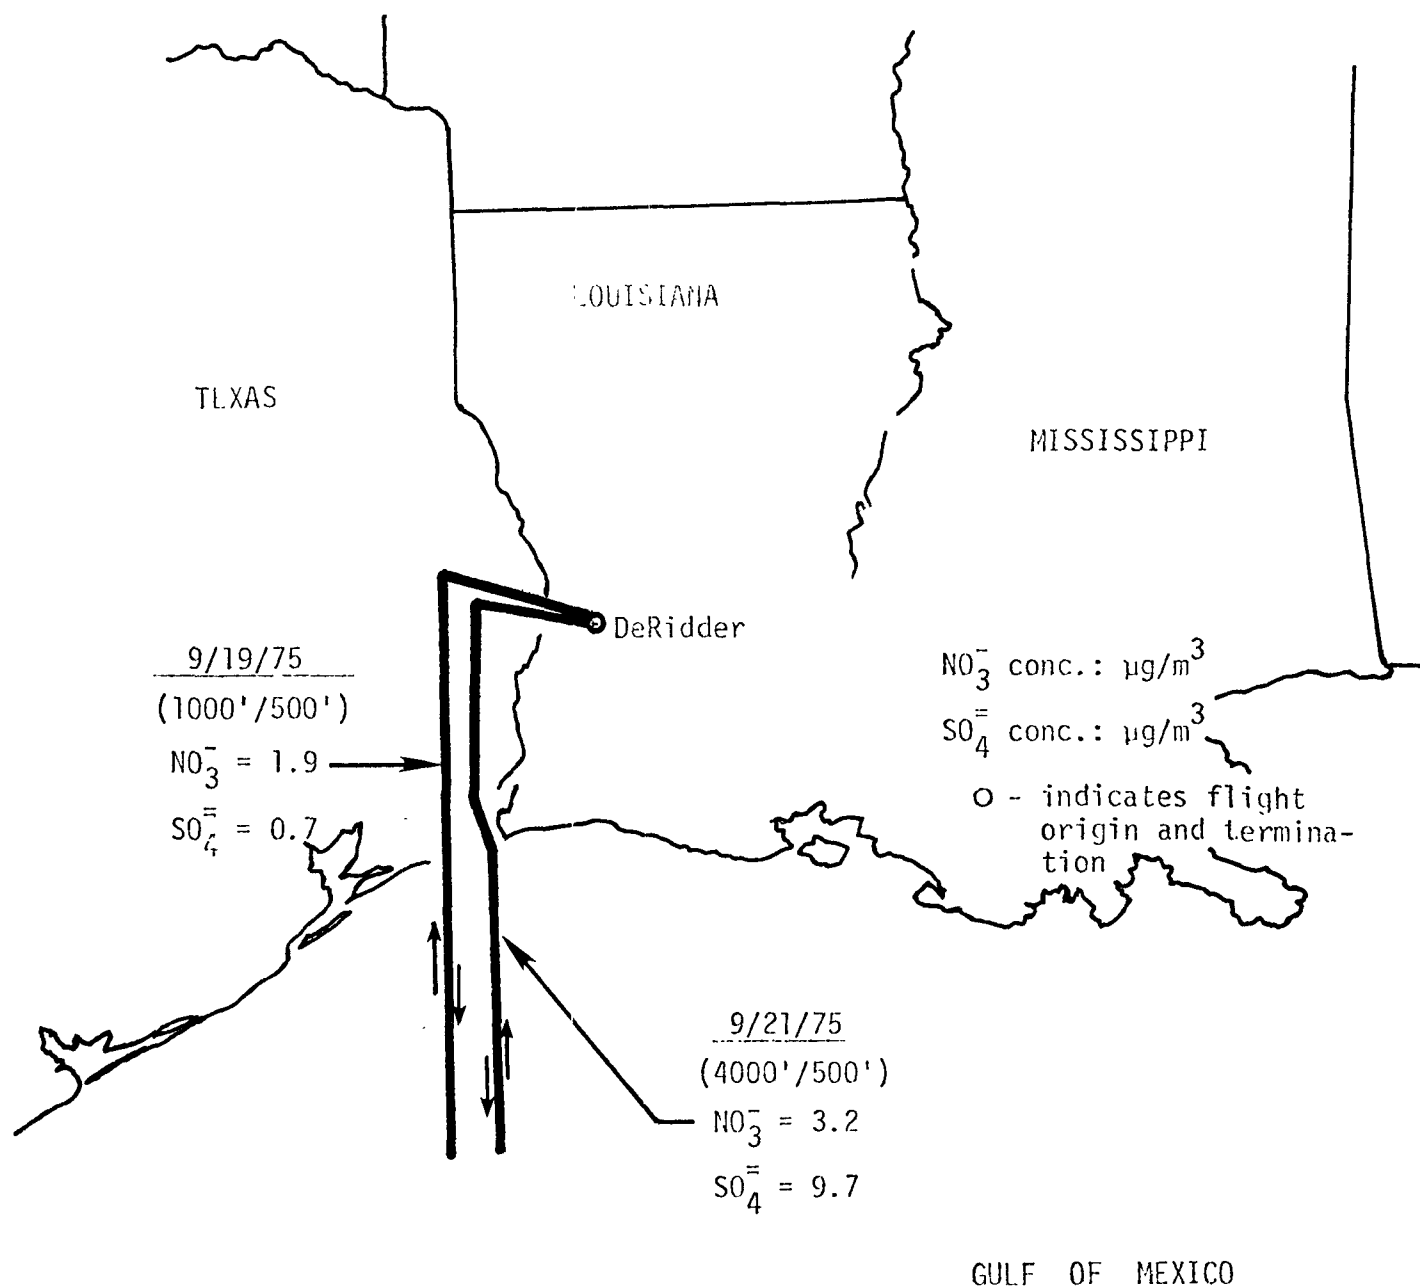 LOUISIANA
TEXAS
MISSISSIPPI
DeRidder
9/19/75
(1000'/500')
NO₃⁻ = 1.9
SO₄⁼ = 0.7
NO₃⁻ conc.: µg/m³
SO₄⁼ conc.: µg/m³
O - indicates flight
origin and termina-
tion
9/21/75
(4000'/500')
NO₃⁻ = 3.2
SO₄⁼ = 9.7
GULF OF MEXICO